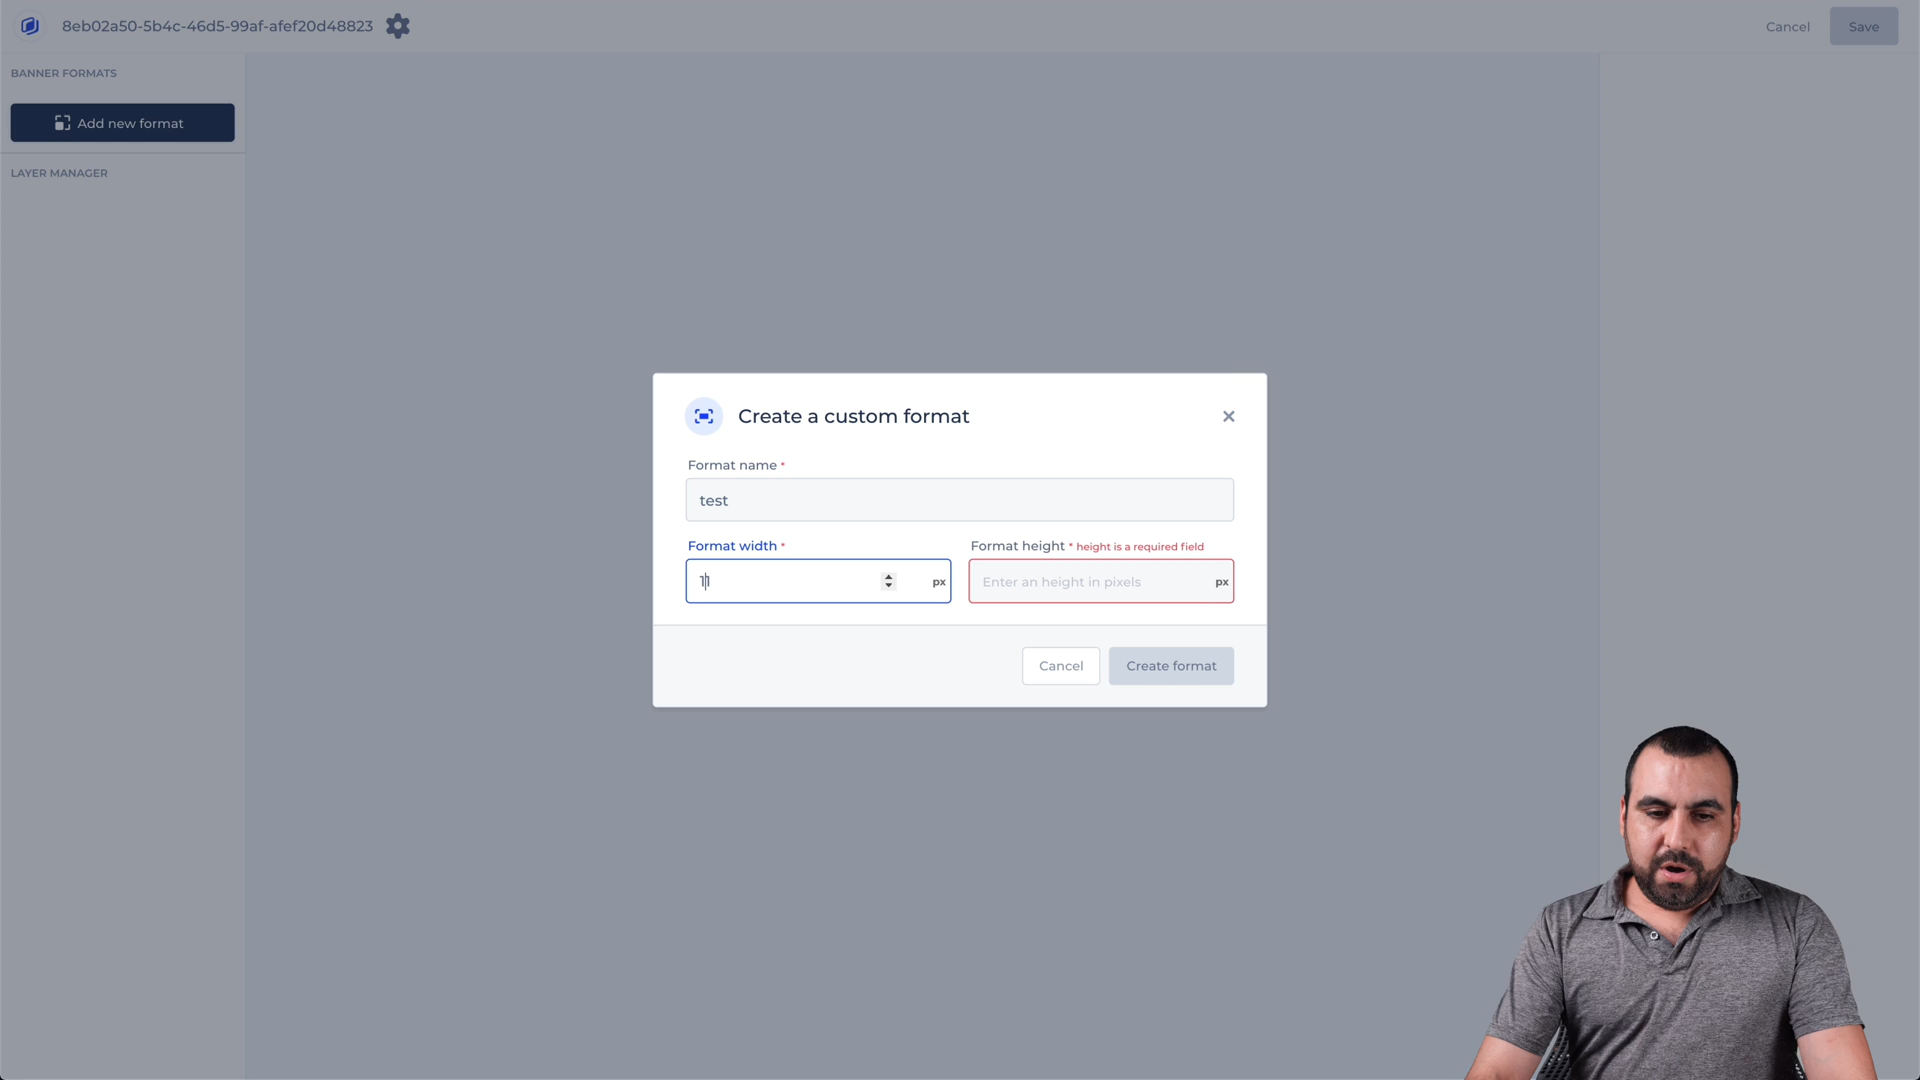 8eb02a50-5b4c-46d5-99af-afef20d48823
Cancel
Save
BANNER FORMATS
Add new format
LAYER MANAGER
Create a custom format
Format name *
test
Format width *
11
px
Format height * height is a required field
Enter an height in pixels
px
Cancel
Create format